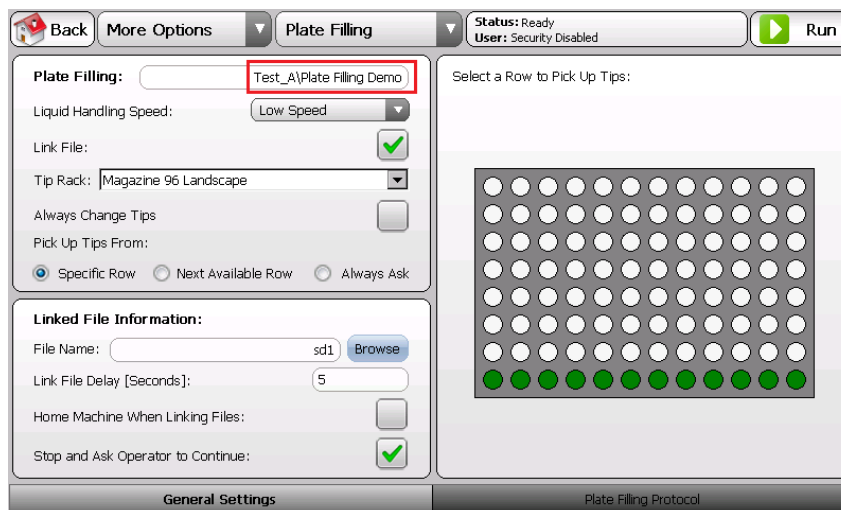 Back
More Options
Plate Filling
Status: Ready
User: Security Disabled
Run
Plate Filling: Test_A\Plate Filling Demo
Liquid Handling Speed: Low Speed
Link File:
Tip Rack: Magazine 96 Landscape
Always Change Tips
Pick Up Tips From:
Specific Row Next Available Row Always Ask
Linked File Information:
File Name: sd1 Browse
Link File Delay [Seconds]: 5
Home Machine When Linking Files:
Stop and Ask Operator to Continue:
Select a Row to Pick Up Tips:
General Settings
Plate Filling Protocol